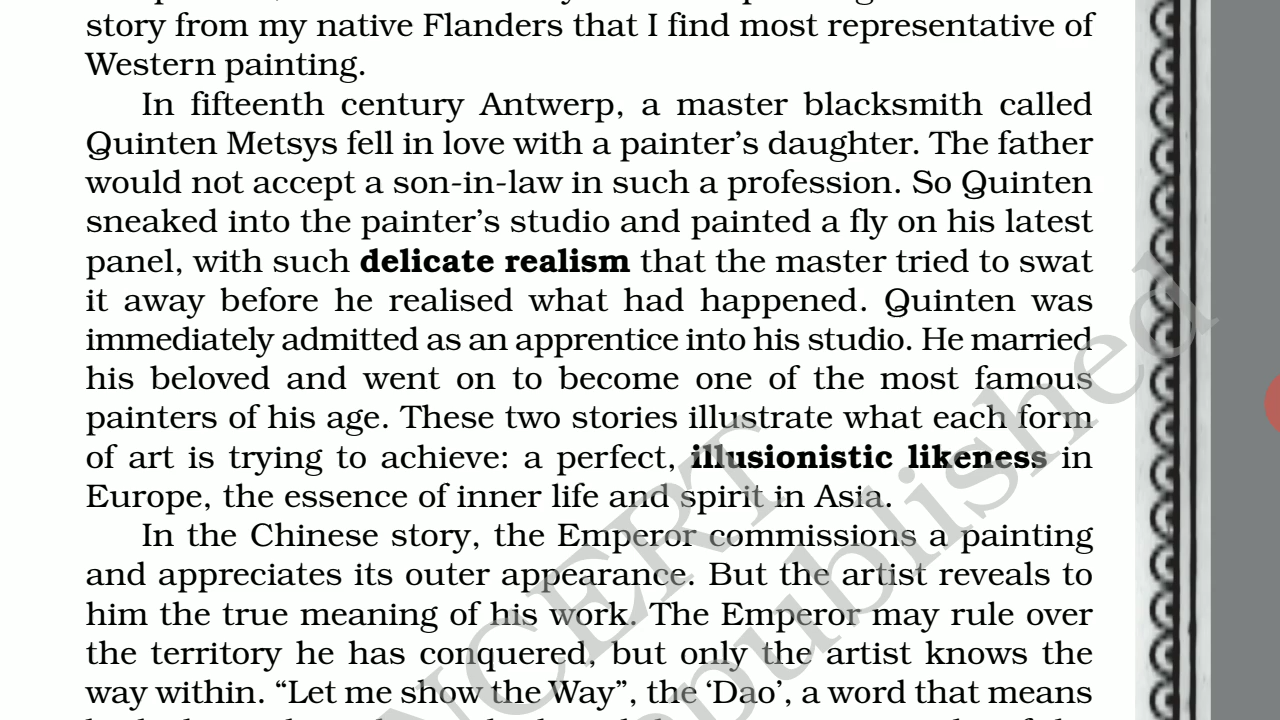 story from my native Flanders that I find most representative of
Western painting.
In fifteenth century Antwerp, a master blacksmith called
Quinten Metsys fell in love with a painter’s daughter. The father
would not accept a son-in-law in such a profession. So Quinten
sneaked into the painter’s studio and painted a fly on his latest
panel, with such delicate realism that the master tried to swat
it away before he realised what had happened. Quinten was
immediately admitted as an apprentice into his studio. He married
his beloved and went on to become one of the most famous
painters of his age. These two stories illustrate what each form
of art is trying to achieve: a perfect, illusionistic likeness in
Europe, the essence of inner life and spirit in Asia.
In the Chinese story, the Emperor commissions a painting
and appreciates its outer appearance. But the artist reveals to
him the true meaning of his work. The Emperor may rule over
the territory he has conquered, but only the artist knows the
way within. “Let me show the Way”, the ‘Dao’, a word that means
NCERT
published